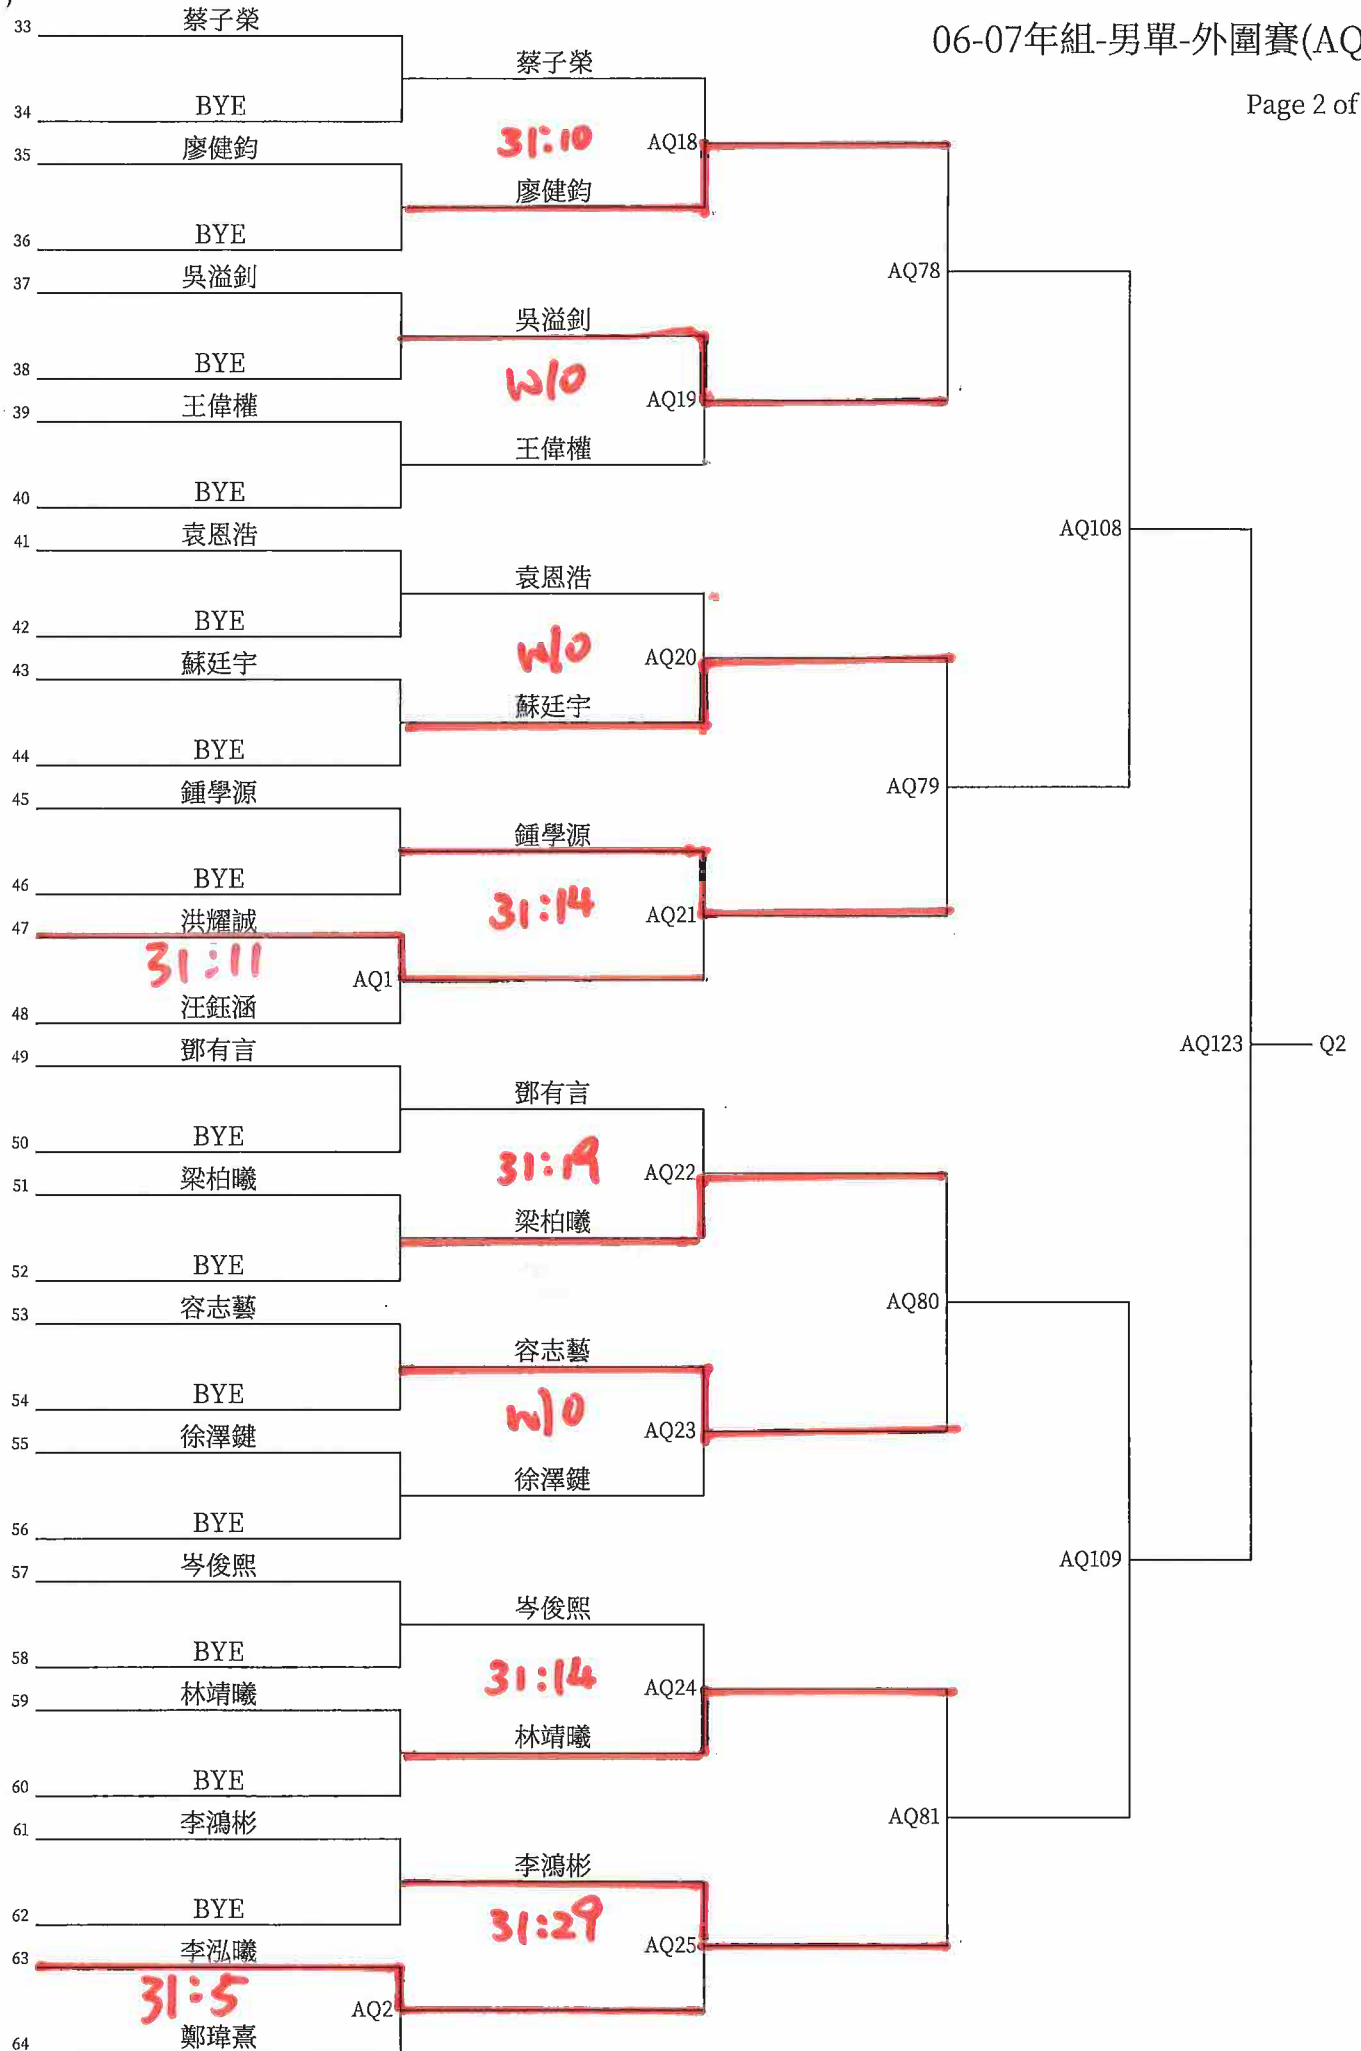 06-07年組-男單-外圍賽(AQ
Page 2 of
33 蔡子榮
蔡子榮
34 BYE
31:10 AQ18
35 廖健鈞
廖健鈞
36 BYE
AQ78
37 吳溢釗
吳溢釗
38 BYE
W/O AQ19
39 王偉權
王偉權
40 BYE
AQ108
41 袁恩浩
袁恩浩
42 BYE
W/O AQ20
43 蘇廷宇
蘇廷宇
44 BYE
AQ79
45 鍾學源
鍾學源
46 BYE
31:14 AQ21
47 洪耀誠
31:11 AQ1
48 汪鈺涵
AQ123 Q2
49 鄧有言
鄧有言
50 BYE
31:19 AQ22
51 梁柏曦
梁柏曦
52 BYE
AQ80
53 容志藝
容志藝
54 BYE
W/O AQ23
55 徐澤鍵
徐澤鍵
56 BYE
AQ109
57 岑俊熙
岑俊熙
58 BYE
31:14 AQ24
59 林靖曦
林靖曦
60 BYE
AQ81
61 李鴻彬
李鴻彬
62 BYE
31:29 AQ25
63 李泓曦
31:5 AQ2
64 鄭瑋熹